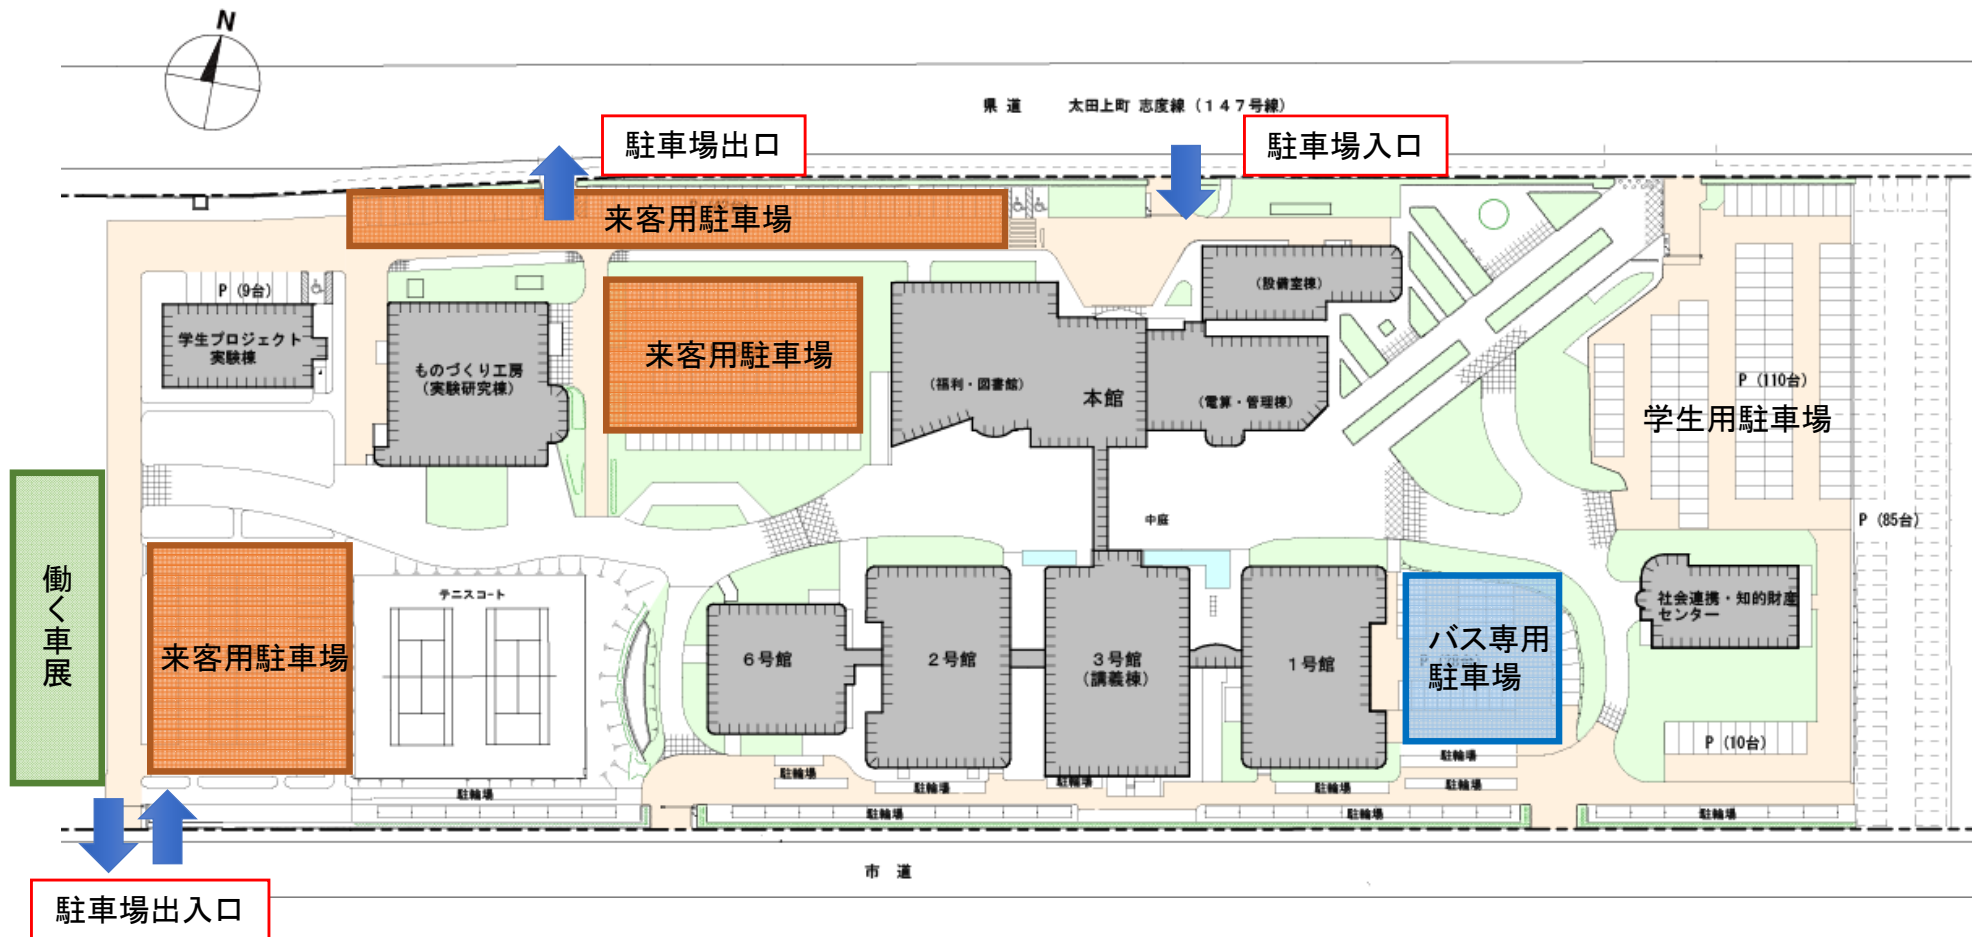 N
県道 太田上町 志度線（１４７号線）
駐車場出口
駐車場入口
来客用駐車場
P（9台）
学生プロジェクト
実験棟
ものづくり工房
（実験研究棟）
来客用駐車場
（福利・図書館）
本館
（設備室棟）
（電算・管理棟）
P（110台）
学生用駐車場
P（85台）
中庭
働く車展
来客用駐車場
テニスコート
６号館
２号館
３号館
（講義棟）
１号館
バス専用
駐車場
社会連携・知的財産
センター
P（10台）
駐輪場
駐輪場
駐輪場
駐輪場
駐輪場
駐輪場
駐輪場
駐輪場
駐輪場
駐輪場
市道
駐車場出入口